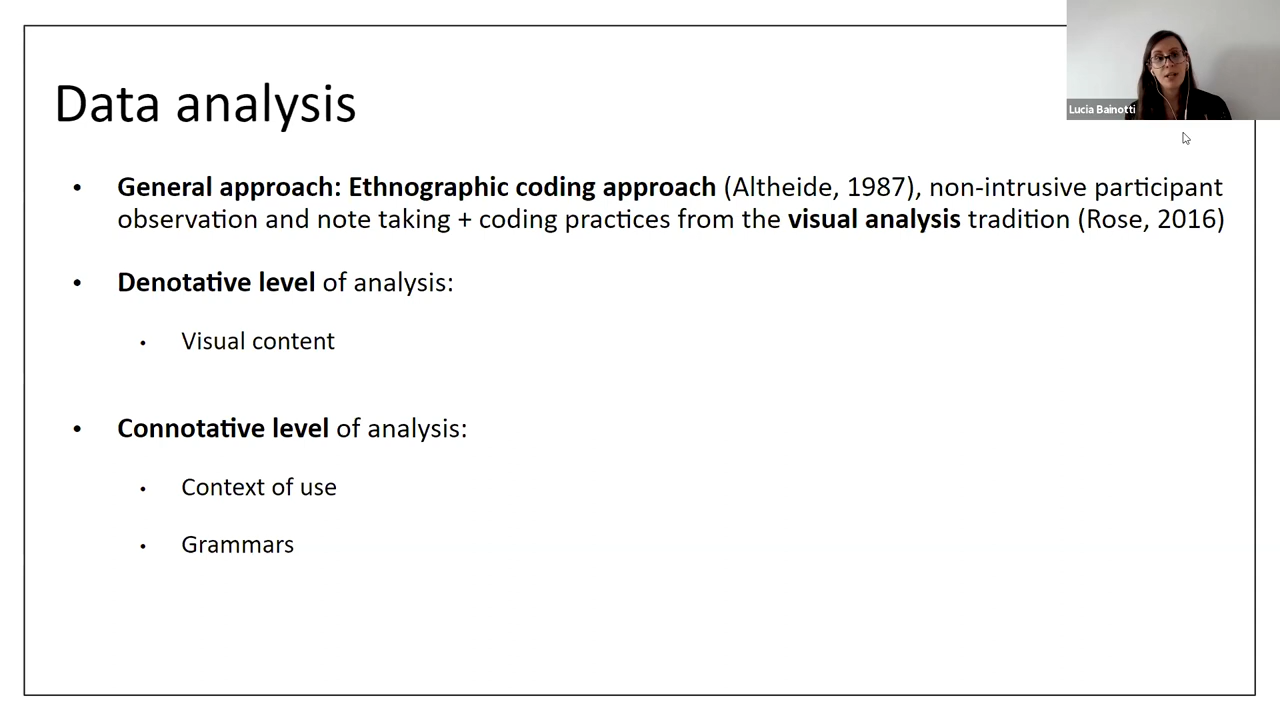 Data analysis
Lucia Bainotti
• General approach: Ethnographic coding approach (Altheide, 1987), non-intrusive participant
observation and note taking + coding practices from the visual analysis tradition (Rose, 2016)
• Denotative level of analysis:
• Visual content
• Connotative level of analysis:
• Context of use
• Grammars